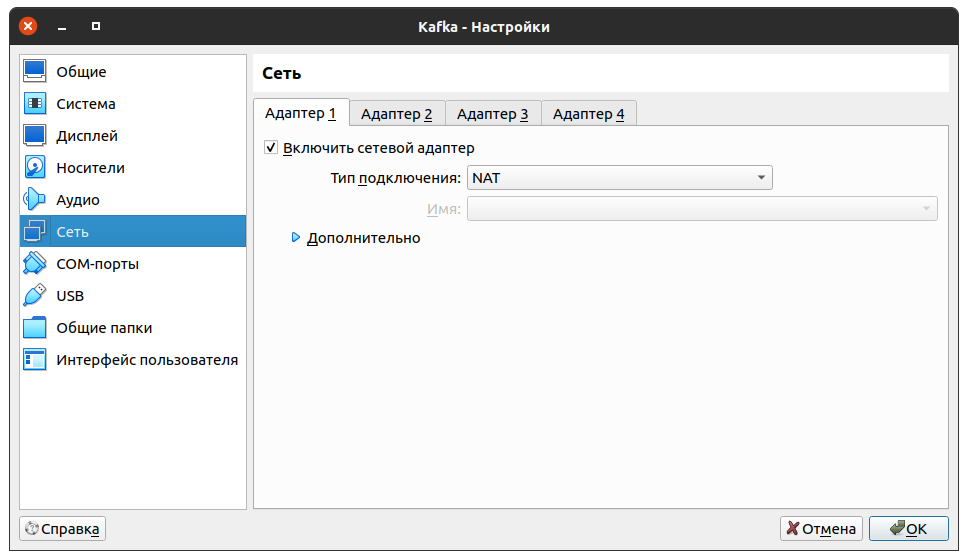 Kafka - Настройки
Общие
Система
Дисплей
Носители
Аудио
Сеть
COM-порты
USB
Общие папки
Интерфейс пользователя
Сеть
Адаптер 1 Адаптер 2 Адаптер 3 Адаптер 4
Включить сетевой адаптер
Тип подключения: NAT
Имя:
Дополнительно
Справка Отмена OK